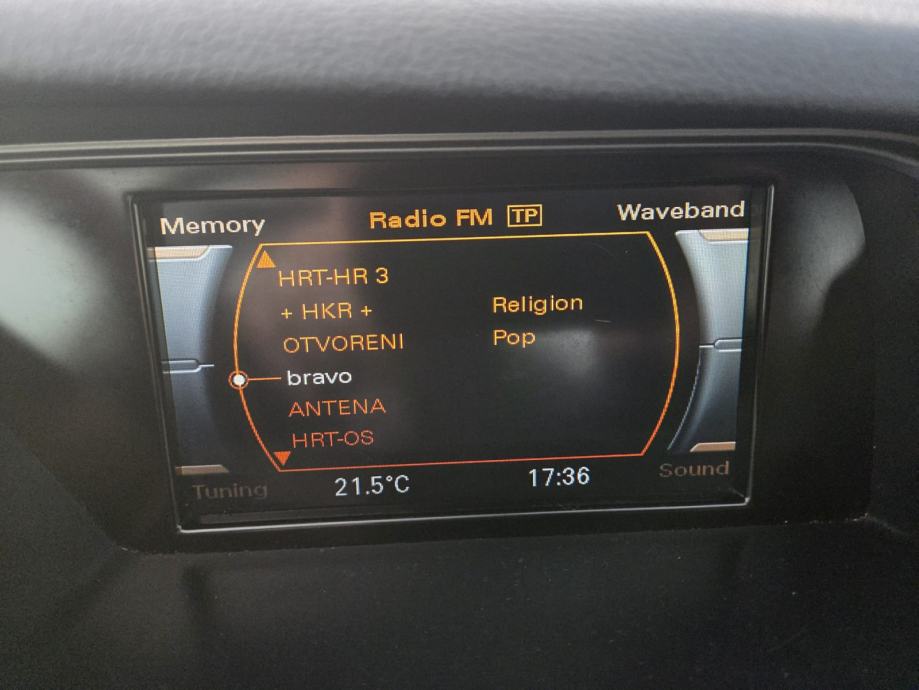 Memory Radio FM TP Waveband
HRT-HR 3
+ HKR + Religion
OTVORENI Pop
bravo
ANTENA
HRT-OS
Tuning 21.5°C 17:36 Sound